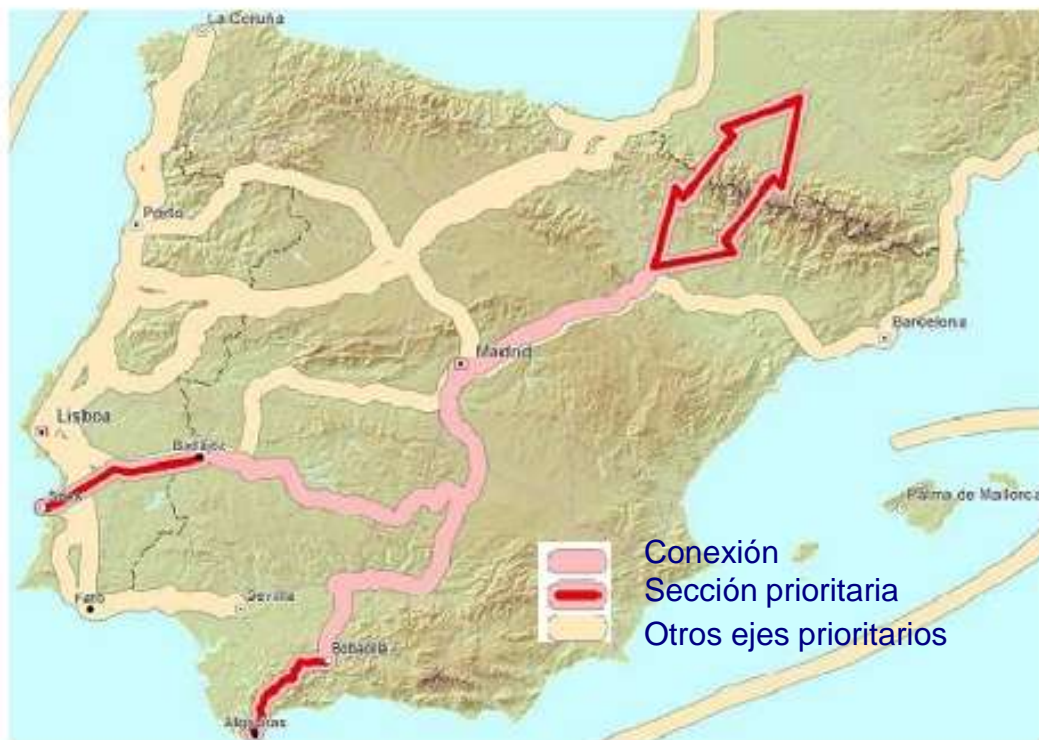 La Coruña
Porto
Madrid
Barcelona
Lisboa
Badajoz
Palma de Mallorca
Faro
Sevilla
Bobadilla
Algeciras
Conexión
Sección prioritaria
Otros ejes prioritarios